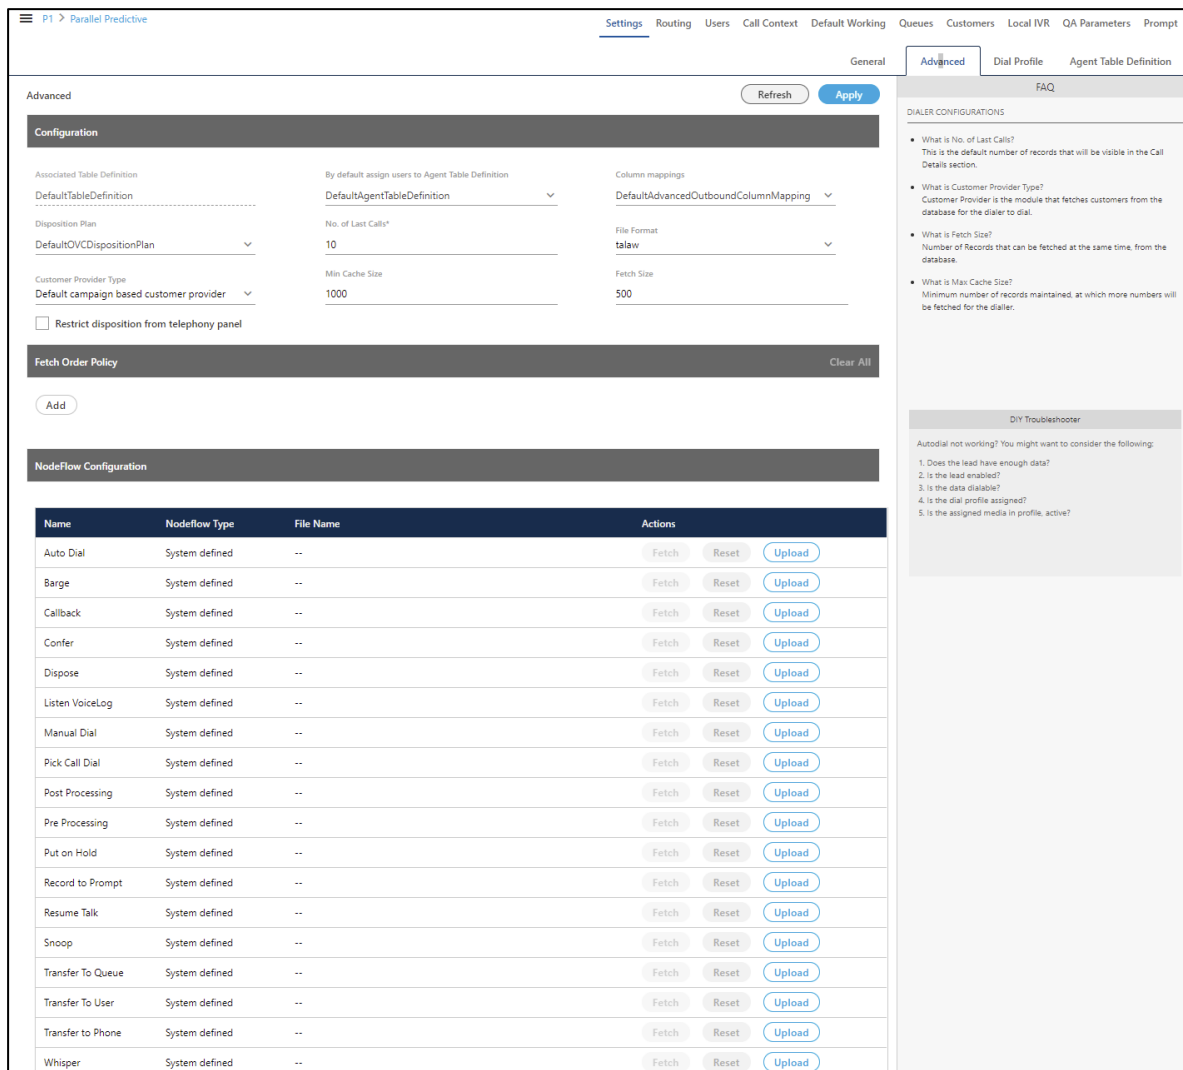 P1 > Parallel Predictive
Settings Routing Users Call Context Default Working Queues Customers Local IVR QA Parameters Prompt
General Advanced Dial Profile Agent Table Definition
Advanced Refresh Apply
Configuration
Associated Table Definition By default assign users to Agent Table Definition Column mappings
DefaultTableDefinition DefaultAgentTableDefinition DefaultAdvancedOutboundColumnMapping
Disposition Plan No. of Last Calls* File Format
DefaultOVCDispositionPlan 10 talaw
Customer Provider Type Min Cache Size Fetch Size
Default campaign based customer provider 1000 500
Restrict disposition from telephony panel
Fetch Order Policy Clear All
Add
NodeFlow Configuration
Name Nodeflow Type File Name Actions
Auto Dial System defined -- Fetch Reset Upload
Barge System defined -- Fetch Reset Upload
Callback System defined -- Fetch Reset Upload
Confer System defined -- Fetch Reset Upload
Dispose System defined -- Fetch Reset Upload
Listen VoiceLog System defined -- Fetch Reset Upload
Manual Dial System defined -- Fetch Reset Upload
Pick Call Dial System defined -- Fetch Reset Upload
Post Processing System defined -- Fetch Reset Upload
Pre Processing System defined -- Fetch Reset Upload
Put on Hold System defined -- Fetch Reset Upload
Record to Prompt System defined -- Fetch Reset Upload
Resume Talk System defined -- Fetch Reset Upload
Snoop System defined -- Fetch Reset Upload
Transfer To Queue System defined -- Fetch Reset Upload
Transfer To User System defined -- Fetch Reset Upload
Transfer to Phone System defined -- Fetch Reset Upload
Whisper System defined -- Fetch Reset Upload
FAQ
DIALER CONFIGURATIONS
• What is No. of Last Calls?
This is the default number of records that will be visible in the Call
Details section.
• What is Customer Provider Type?
Customer Provider is the module that fetches customers from the
database for the dialer to dial.
• What is Fetch Size?
Number of Records that can be fetched at the same time, from the
database.
• What is Max Cache Size?
Minimum number of records maintained, at which more numbers will
be fetched for the dialler.
DIY Troubleshooter
Autodial not working? You might want to consider the following:
1. Does the lead have enough data?
2. Is the lead enabled?
3. Is the data dialable?
4. Is the dial profile assigned?
5. Is the assigned media in profile, active?